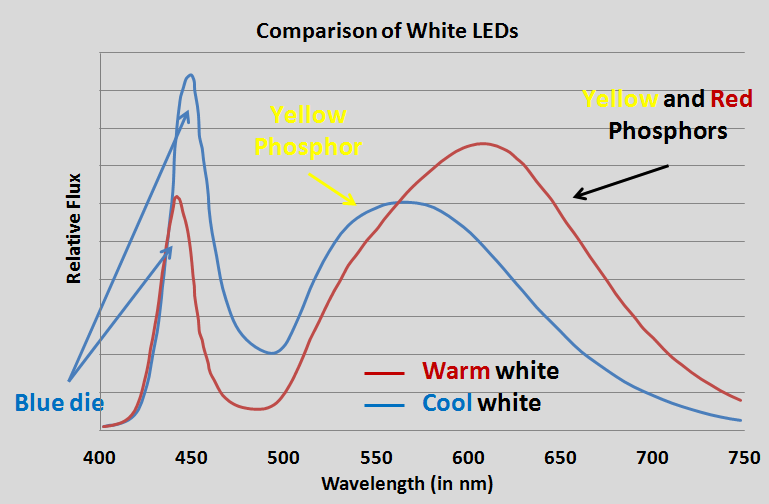 Comparison of White LEDs
Yellow
Phosphor
Yellow and Red
Phosphors
Relative Flux
Blue die
Warm white
Cool white
400 450 500 550 600 650 700 750
Wavelength (in nm)